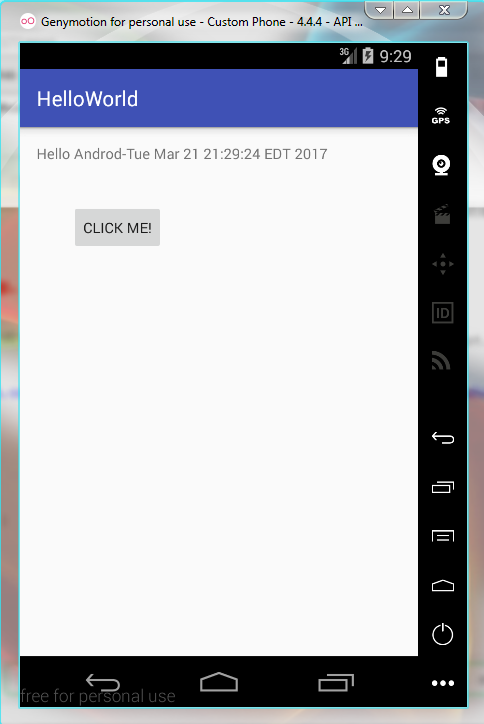 Genymotion for personal use - Custom Phone - 4.4.4 - API ...
3G 9:29
HelloWorld
GPS
Hello Androd-Tue Mar 21 21:29:24 EDT 2017
CLICK ME!
ID
free for personal use